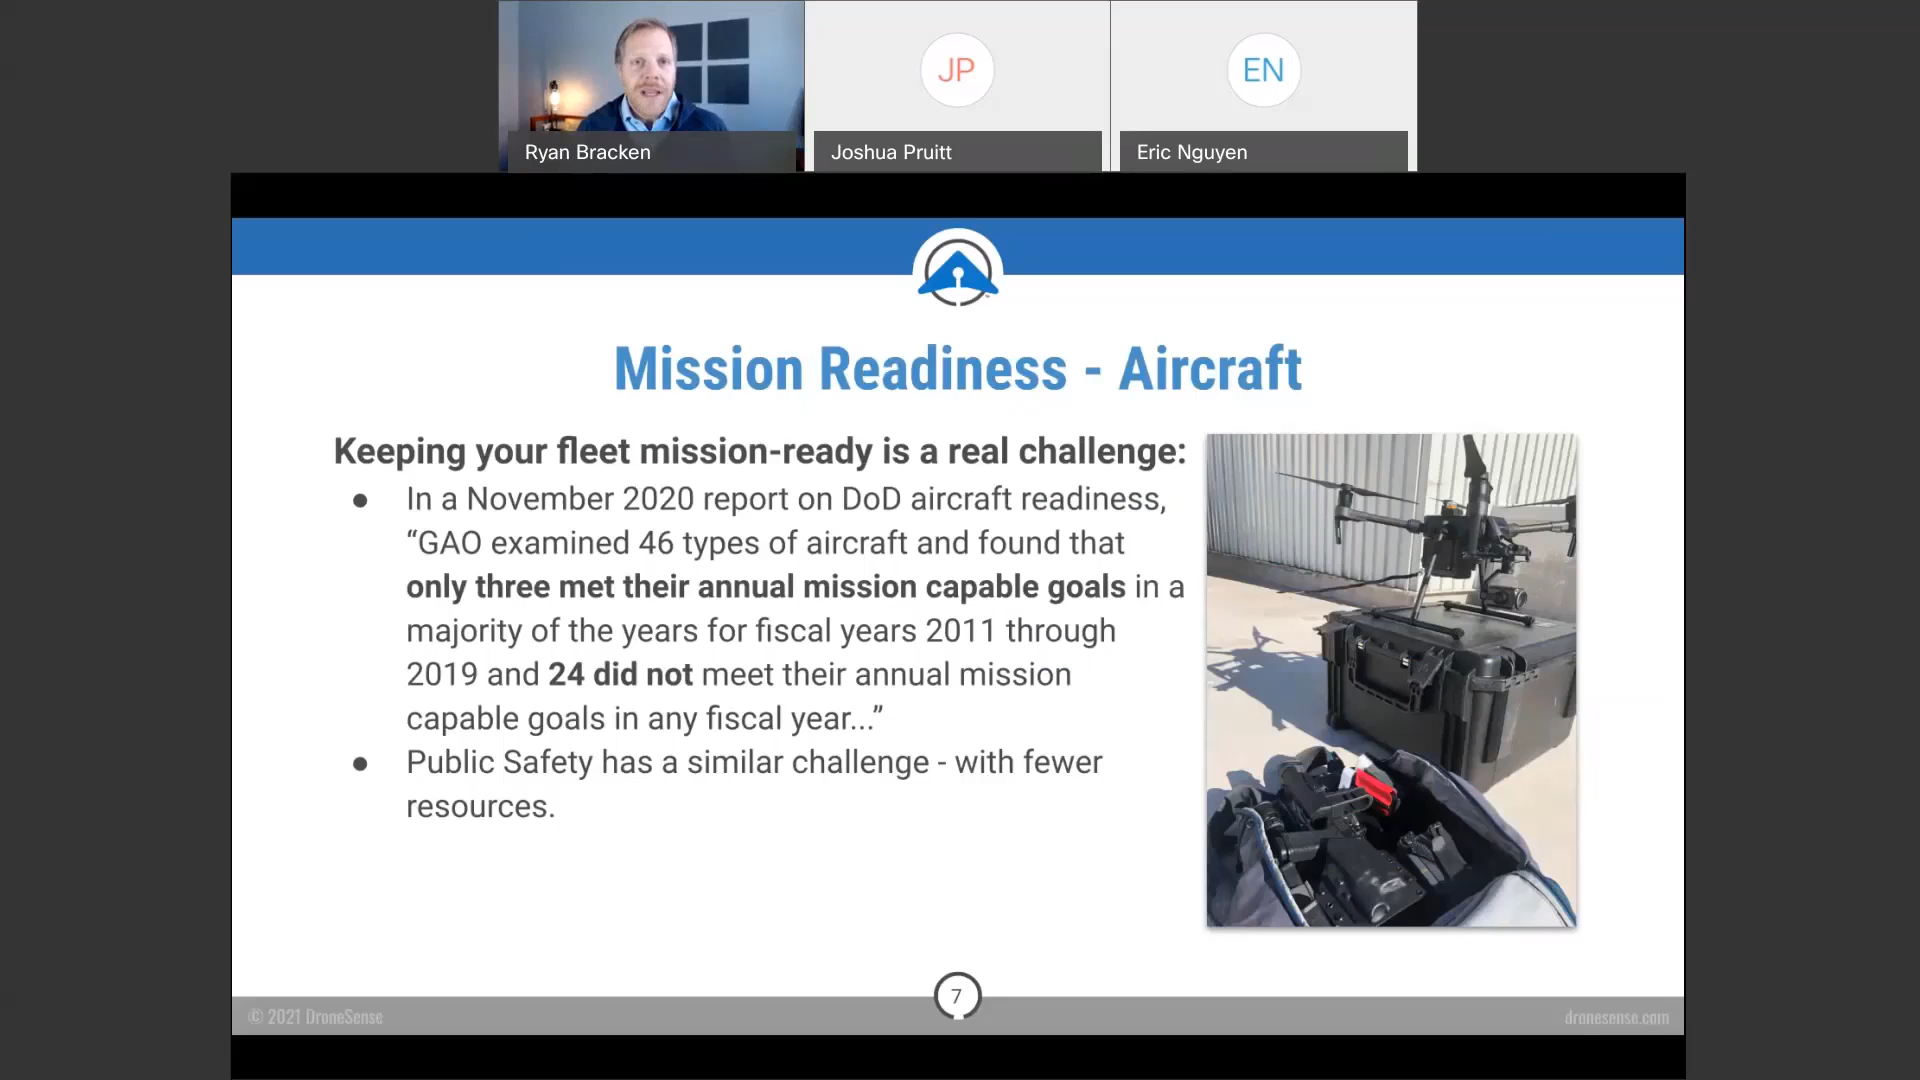 JP
EN
Ryan Bracken
Joshua Pruitt
Eric Nguyen
Mission Readiness - Aircraft
Keeping your fleet mission-ready is a real challenge:
● In a November 2020 report on DoD aircraft readiness,
“GAO examined 46 types of aircraft and found that
only three met their annual mission capable goals in a
majority of the years for fiscal years 2011 through
2019 and 24 did not meet their annual mission
capable goals in any fiscal year...”
● Public Safety has a similar challenge - with fewer
resources.
7
© 2021 DroneSense
dronesense.com